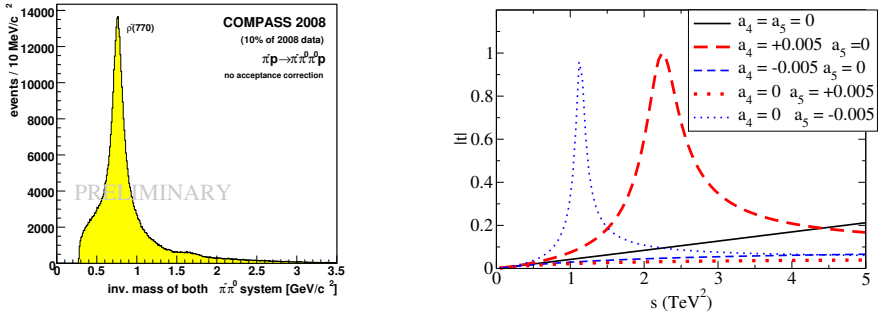 COMPASS 2008
(10% of 2008 data)
π⁻p→π⁻π⁰π⁰p
no acceptance correction
ρ⁻(770)
PRELIMINARY
events / 10 MeV/c²
14000
12000
10000
8000
6000
4000
2000
0
0 0.5 1 1.5 2 2.5 3 3.5
inv. mass of both π⁻π⁰ system [GeV/c²]
a₄ = a₅ = 0
a₄ = +0.005 a₅ =0
a₄ = -0.005 a₅ = 0
a₄ = 0 a₅ = +0.005
a₄ = 0 a₅ = -0.005
|t|
1
0.8
0.6
0.4
0.2
0
0 1 2 3 4 5
s (TeV²)